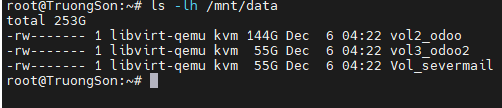 root@TruongSon:~# ls -lh /mnt/data
total 253G
-rw------- 1 libvirt-qemu kvm 144G Dec  6 04:22 vol2_odoo
-rw------- 1 libvirt-qemu kvm  55G Dec  6 04:22 vol3_odoo2
-rw------- 1 libvirt-qemu kvm  55G Dec  6 04:22 Vol_severmail
root@TruongSon:~#